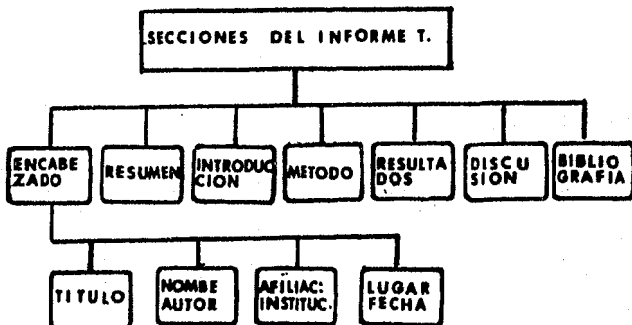 SECCIONES DEL INFORME T.
ENCABE
ZADO
RESUMEN
INTRODUC
CION
METODO
RESULTA
DOS
DISCU
SION
BIBLIO
GRAFIA
TITULO
NOMBE
AUTOR
AFILIAC:
INSTITUC.
LUGAR
FECHA